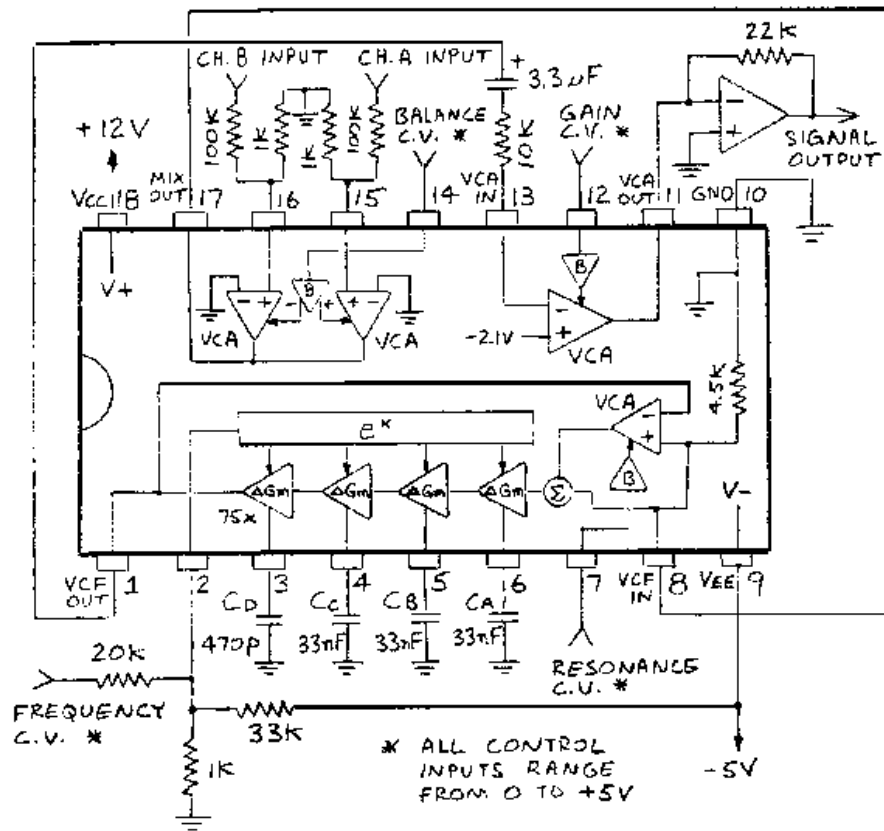 CH. B INPUT
CH. A INPUT
22K
3.3µF
+12V
100K
1K
1K
100K
BALANCE
C.V. *
10K
GAIN
C.V. *
SIGNAL
OUTPUT
VCC 18
MIX
OUT 17
16
15
14
VCA
IN 13
12
VCA
OUT 11
GND 10
V+
B
B
- +
- +
+ -
VCA
VCA
-2.1V
- +
VCA
4.5K
VCA
- +
e^x
B
V-
ΔGm
ΔGm
ΔGm
ΔGm
Σ
75x
VCF
OUT 1
2
3
4
5
6
7
VCF
IN 8
VEE 9
CD
CC
CB
CA
470p
33nF
33nF
33nF
20K
RESONANCE
C.V. *
FREQUENCY
C.V. *
33K
1K
* ALL CONTROL
INPUTS RANGE
FROM 0 TO +5V
-5V